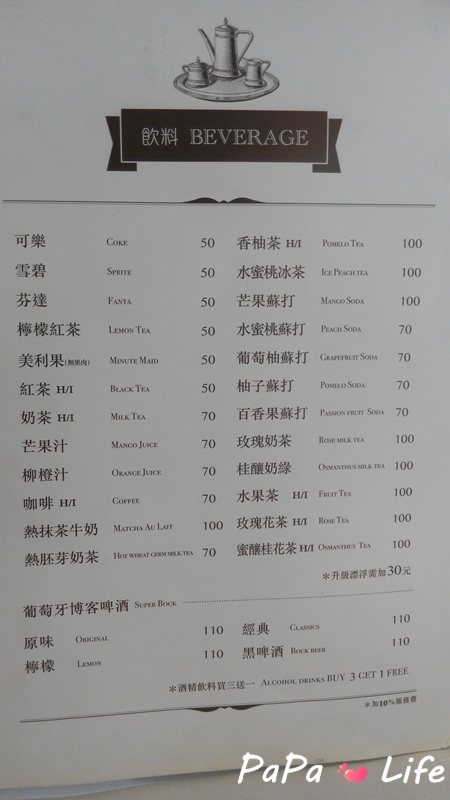 飲料 BEVERAGE
可樂 COKE 50
雪碧 SPRITE 50
芬達 FANTA 50
檸檬紅茶 LEMON TEA 50
美利果(無果肉) MINUTE MAID 50
紅茶 H/I BLACK TEA 50
奶茶 H/I MILK TEA 70
芒果汁 MANGO JUICE 70
柳橙汁 ORANGE JUICE 70
咖啡 H/I COFFEE 70
熱抹茶牛奶 MATCHA AU LAIT 100
熱胚芽奶茶 HOT WHEAT GERM MILK TEA 70
香柚茶 H/I POMELO TEA 100
水蜜桃冰茶 ICE PEACH TEA 100
芒果蘇打 MANGO SODA 100
水蜜桃蘇打 PEACH SODA 70
葡萄柚蘇打 GRAPEFRUIT SODA 70
柚子蘇打 POMELO SODA 70
百香果蘇打 PASSION FRUIT SODA 70
玫瑰奶茶 ROSE MILK TEA 100
桂釀奶綠 OSMANTHUS MILK TEA 100
水果茶 H/I FRUIT TEA 100
玫瑰花茶 H/I ROSE TEA 100
蜜釀桂花茶 H/I OSMANTHUS TEA 100
＊升級漂浮需加30元
葡萄牙博客啤酒 SUPER BOCK
原味 ORIGINAL 110
檸檬 LEMON 110
經典 CLASSICS 110
黑啤酒 BOCK BEER 110
＊酒精飲料買三送一 ALCOHOL DRINKS BUY 3 GET 1 FREE
＊加10%服務費
PaPa Life